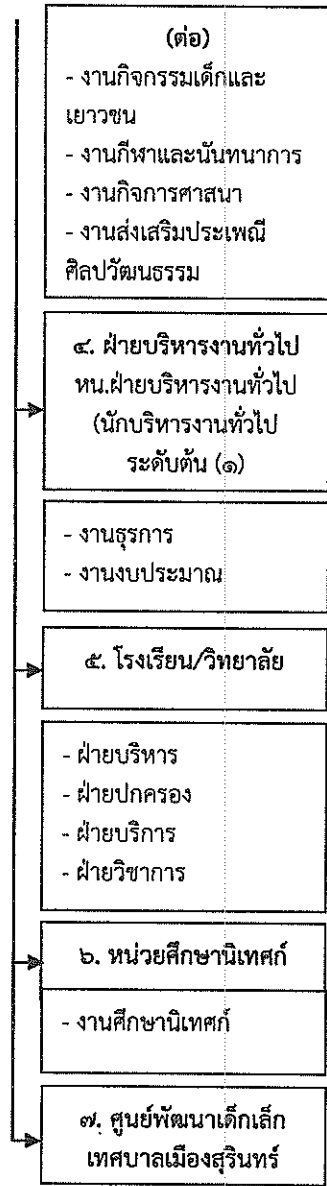 (ต่อ)
- งานกิจกรรมเด็กและ
เยาวชน
- งานกีฬาและนันทนาการ
- งานกิจการศาสนา
- งานส่งเสริมประเพณี
ศิลปวัฒนธรรม
๔. ฝ่ายบริหารงานทั่วไป
หน.ฝ่ายบริหารงานทั่วไป
(นักบริหารงานทั่วไป
ระดับต้น (๑)
- งานธุรการ
- งานงบประมาณ
๕. โรงเรียน/วิทยาลัย
- ฝ่ายบริหาร
- ฝ่ายปกครอง
- ฝ่ายบริการ
- ฝ่ายวิชาการ
๖. หน่วยศึกษานิเทศก์
- งานศึกษานิเทศก์
๗. ศูนย์พัฒนาเด็กเล็ก
เทศบาลเมืองสุรินทร์